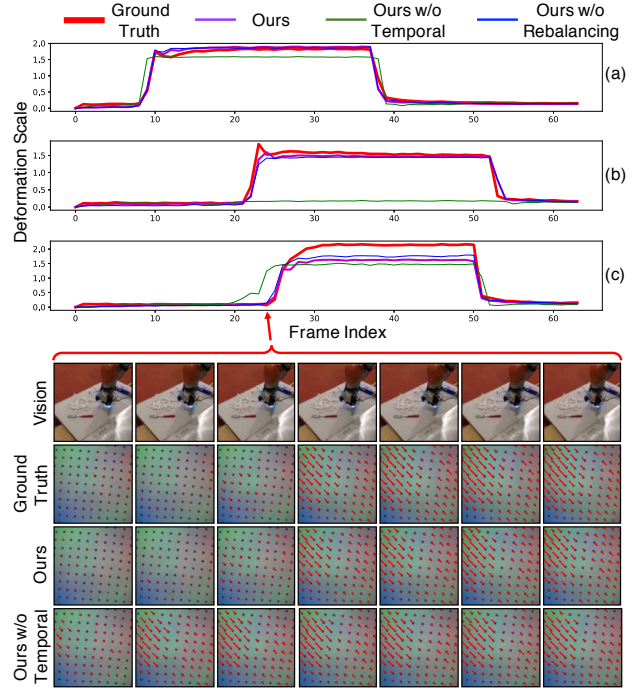 Ground Truth
Ours
Ours w/o Temporal
Ours w/o Rebalancing
Deformation Scale
2.0
1.5
1.0
0.5
0.0
0 10 20 30 40 50 60
(a)
1.5
1.0
0.5
0.0
0 10 20 30 40 50 60
(b)
2.0
1.5
1.0
0.5
0.0
0 10 20 30 40 50 60
(c)
Frame Index
Vision
Ground Truth
Ours
Ours w/o Temporal